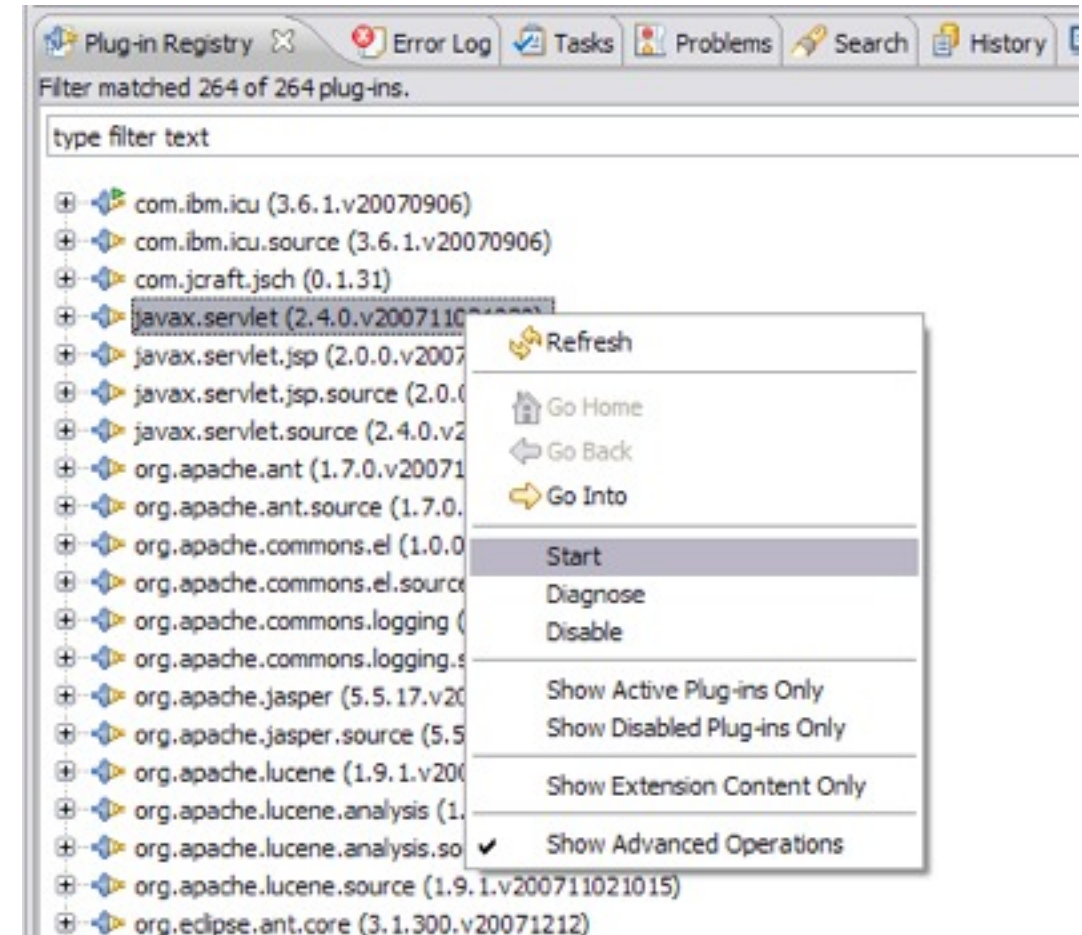 Plug-in Registry Error Log Tasks Problems Search History
Filter matched 264 of 264 plug-ins.
type filter text
com.ibm.icu (3.6.1.v20070906)
com.ibm.icu.source (3.6.1.v20070906)
com.jcraft.jsch (0.1.31)
javax.servlet (2.4.0.v200711
javax.servlet.jsp (2.0.0.v2007
javax.servlet.jsp.source (2.0.
javax.servlet.source (2.4.0.v2
org.apache.ant (1.7.0.v20071
org.apache.ant.source (1.7.0.
org.apache.commons.el (1.0.0
org.apache.commons.el.source
org.apache.commons.logging (
org.apache.commons.logging.s
org.apache.jasper (5.5.17.v20
org.apache.jasper.source (5.5
org.apache.lucene (1.9.1.v200
org.apache.lucene.analysis (1.
org.apache.lucene.analysis.so
org.apache.lucene.source (1.9.1.v200711021015)
org.eclipse.ant.core (3.1.300.v20071212)
Refresh
Go Home
Go Back
Go Into
Start
Diagnose
Disable
Show Active Plug-ins Only
Show Disabled Plug-ins Only
Show Extension Content Only
Show Advanced Operations